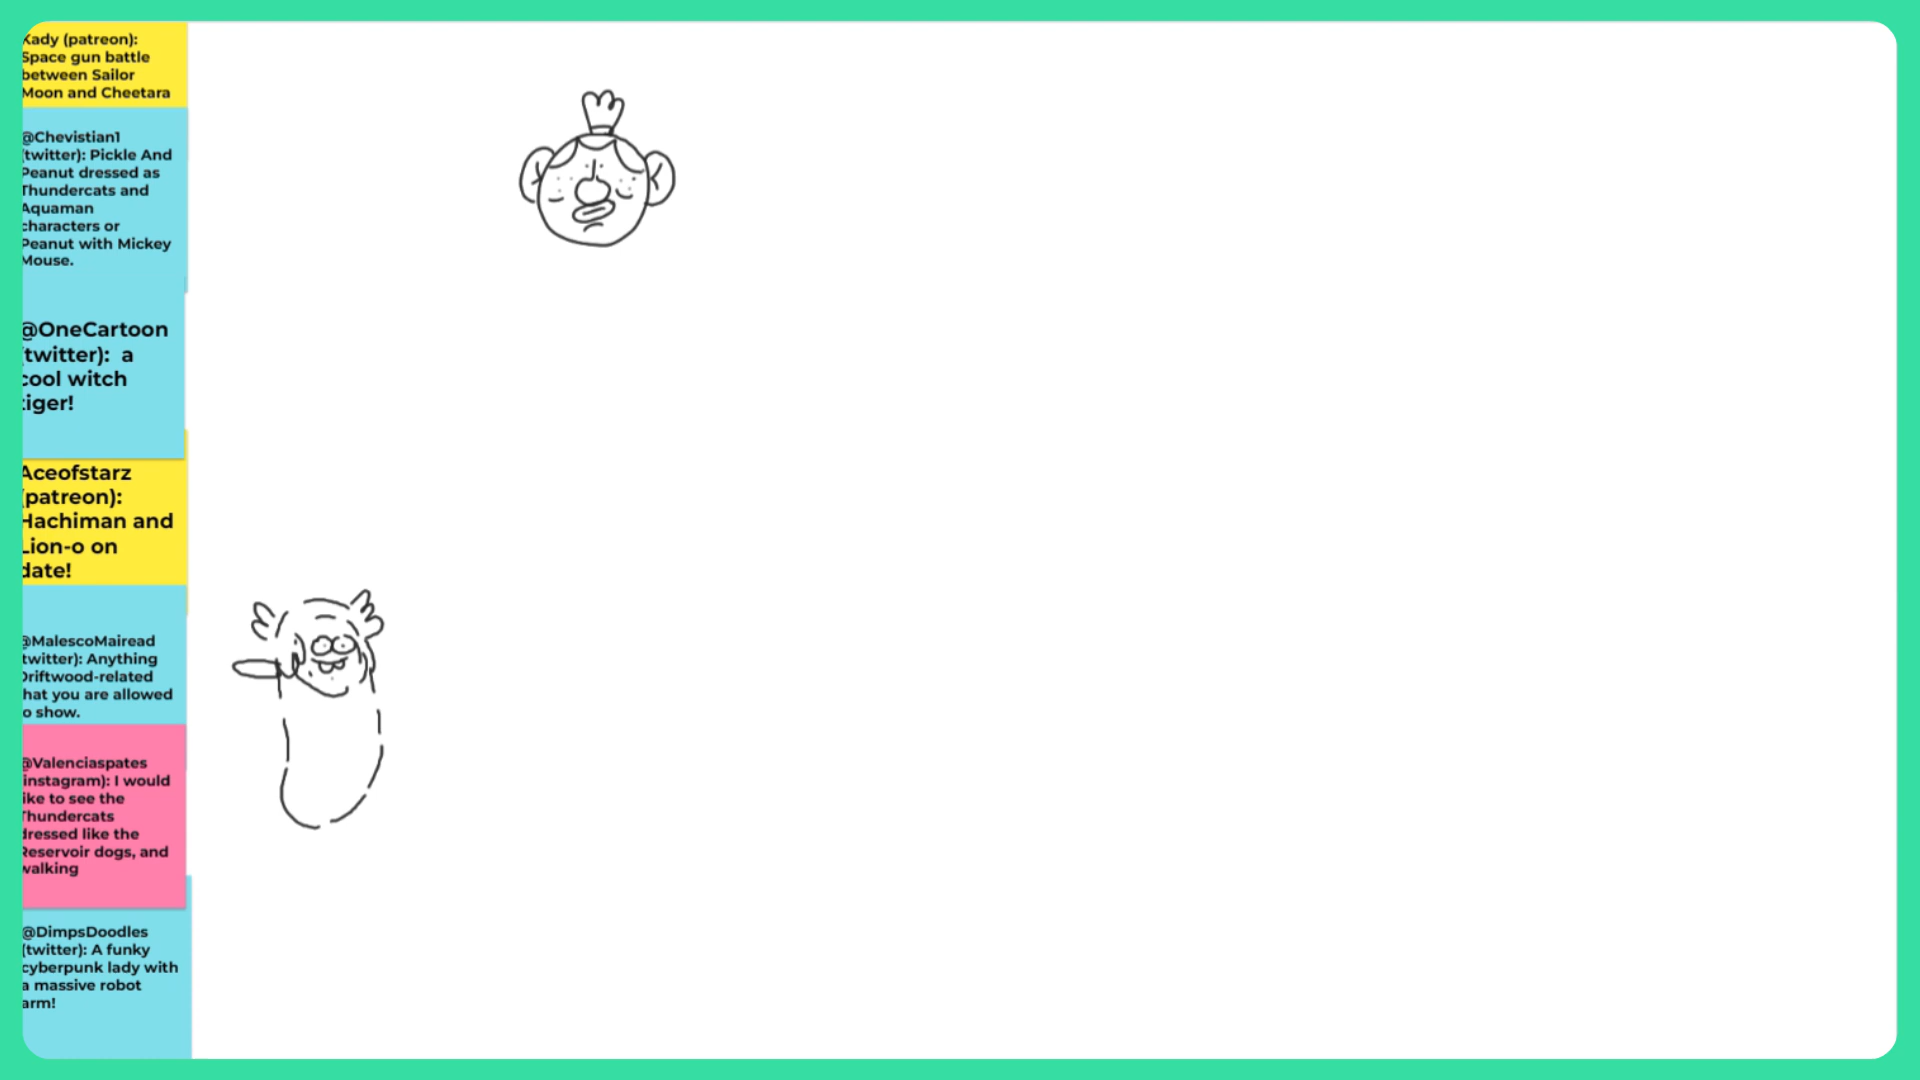 Kady (patreon):
Space gun battle
between Sailor
Moon and Cheetara
@Chevistian1
(twitter): Pickle And
Peanut dressed as
Thundercats and
Aquaman
characters or
Peanut with Mickey
Mouse.
@OneCartoon
(twitter): a
cool witch
tiger!
Aceofstarz
(patreon):
Hachiman and
Lion-o on
date!
@MalescoMairead
twitter): Anything
Driftwood-related
that you are allowed
to show.
@Valenciaspates
(instagram): I would
like to see the
Thundercats
dressed like the
Reservoir dogs, and
walking
@DimpsDoodles
(twitter): A funky
cyberpunk lady with
a massive robot
arm!